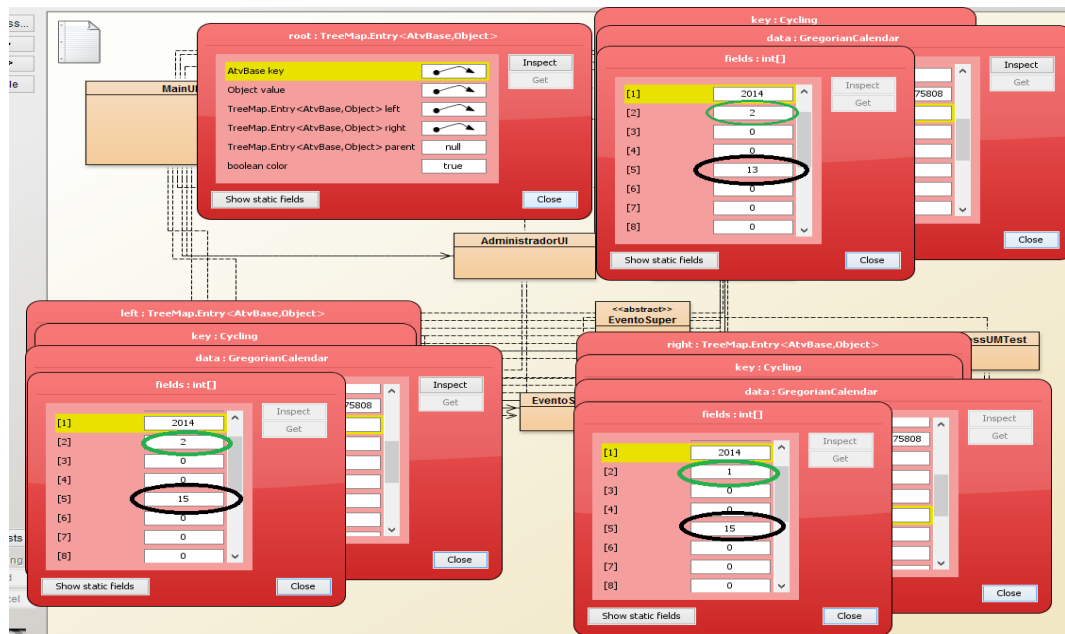 ss...
>
>
le
MainUI
root : TreeMap.Entry<AtvBase,Object>
AtvBase key
Object value
TreeMap.Entry<AtvBase,Object> left
TreeMap.Entry<AtvBase,Object> right
TreeMap.Entry<AtvBase,Object> parent null
boolean color true
Inspect
Get
Show static fields
Close
key : Cycling
data : GregorianCalendar
fields : int[]
[1] 2014
[2] 2
[3] 0
[4] 0
[5] 13
[6] 0
[7] 0
[8] 0
Inspect
Get
Show static fields
Close
75808
Inspect
Get
Close
AdministradorUI
<<abstract>>
EventoSuper
EventoS
essUMTest
left : TreeMap.Entry<AtvBase,Object>
key : Cycling
data : GregorianCalendar
fields : int[]
[1] 2014
[2] 2
[3] 0
[4] 0
[5] 15
[6] 0
[7] 0
[8] 0
Inspect
Get
Show static fields
Close
75808
Inspect
Get
Close
right : TreeMap.Entry<AtvBase,Object>
key : Cycling
data : GregorianCalendar
fields : int[]
[1] 2014
[2] 1
[3] 0
[4] 0
[5] 15
[6] 0
[7] 0
[8] 0
Inspect
Get
Show static fields
Close
75808
Inspect
Get
Close
sts
ng
d
cel